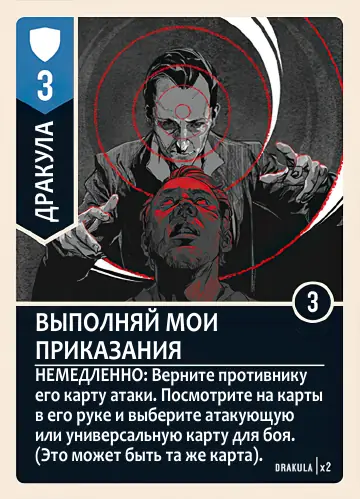 3
ДРАКУЛА
3
ВЫПОЛНЯЙ МОИ
ПРИКАЗАНИЯ
НЕМЕДЛЕННО: Верните противнику
его карту атаки. Посмотрите на карты
в его руке и выберите атакующую
или универсальную карту для боя.
(Это может быть та же карта).
DRAKULA | x2